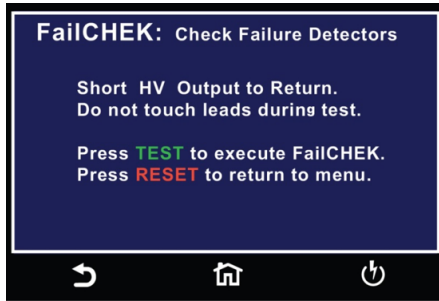 FailCHEK: Check Failure Detectors
Short HV Output to Return.
Do not touch leads during test.
Press TEST to execute FailCHEK.
Press RESET to return to menu.